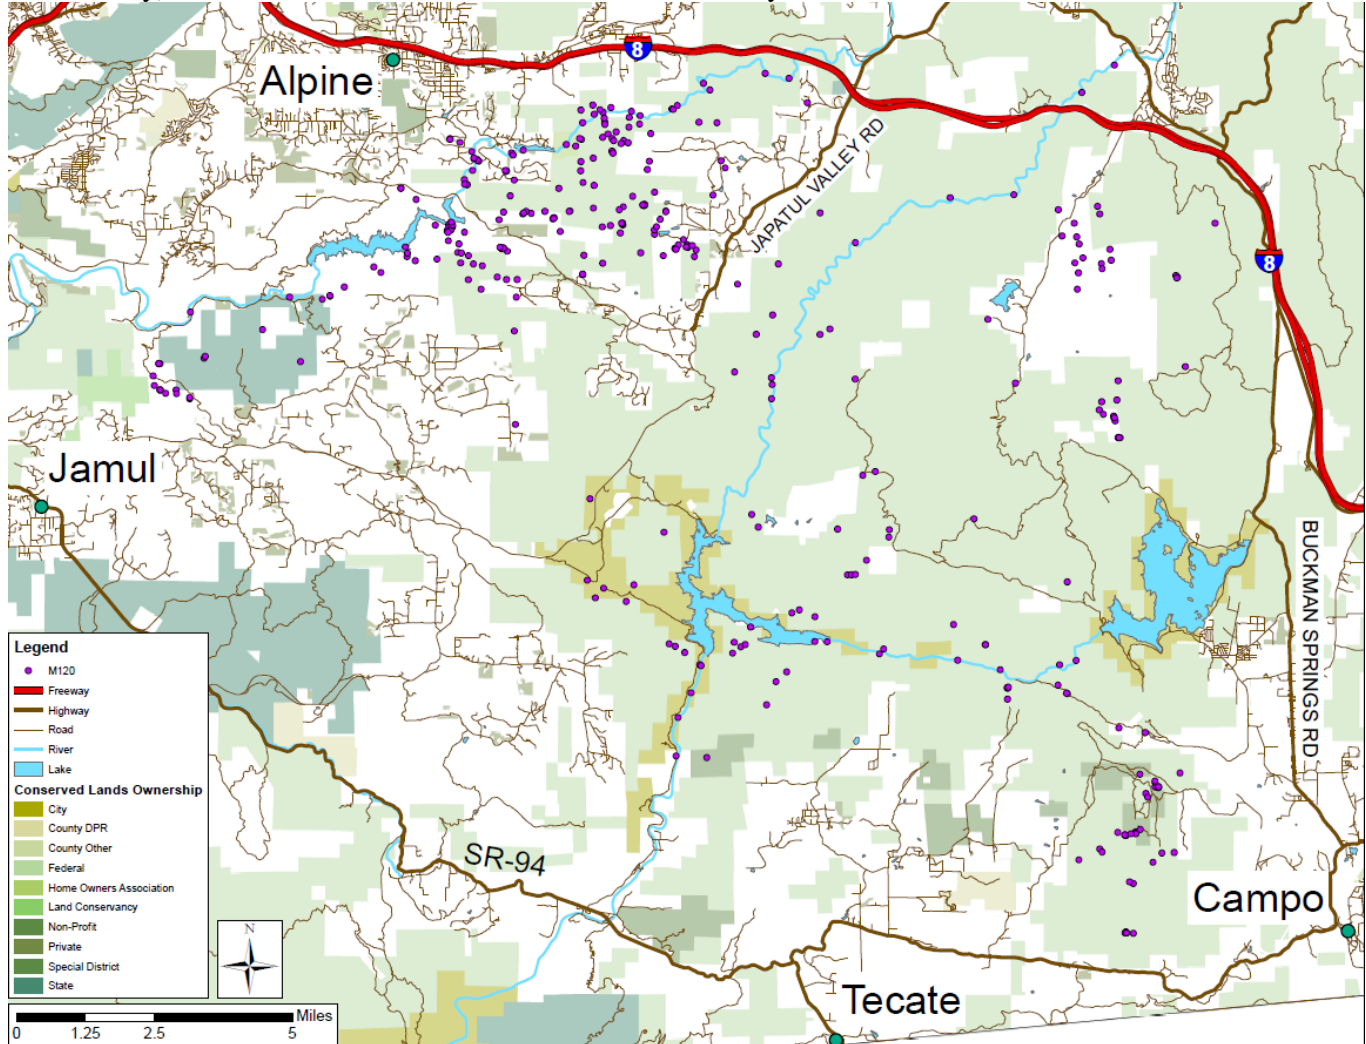 8
Alpine
JAPATUL VALLEY RD
8
Jamul
BUCKMAN SPRINGS RD
Legend
M120
Freeway
Highway
Road
River
Lake
Conserved Lands Ownership
City
County DPR
County Other
Federal
Home Owners Association
Land Conservancy
Non-Profit
Private
Special District
State
N
SR-94
Campo
Tecate
Miles
0 1.25 2.5 5